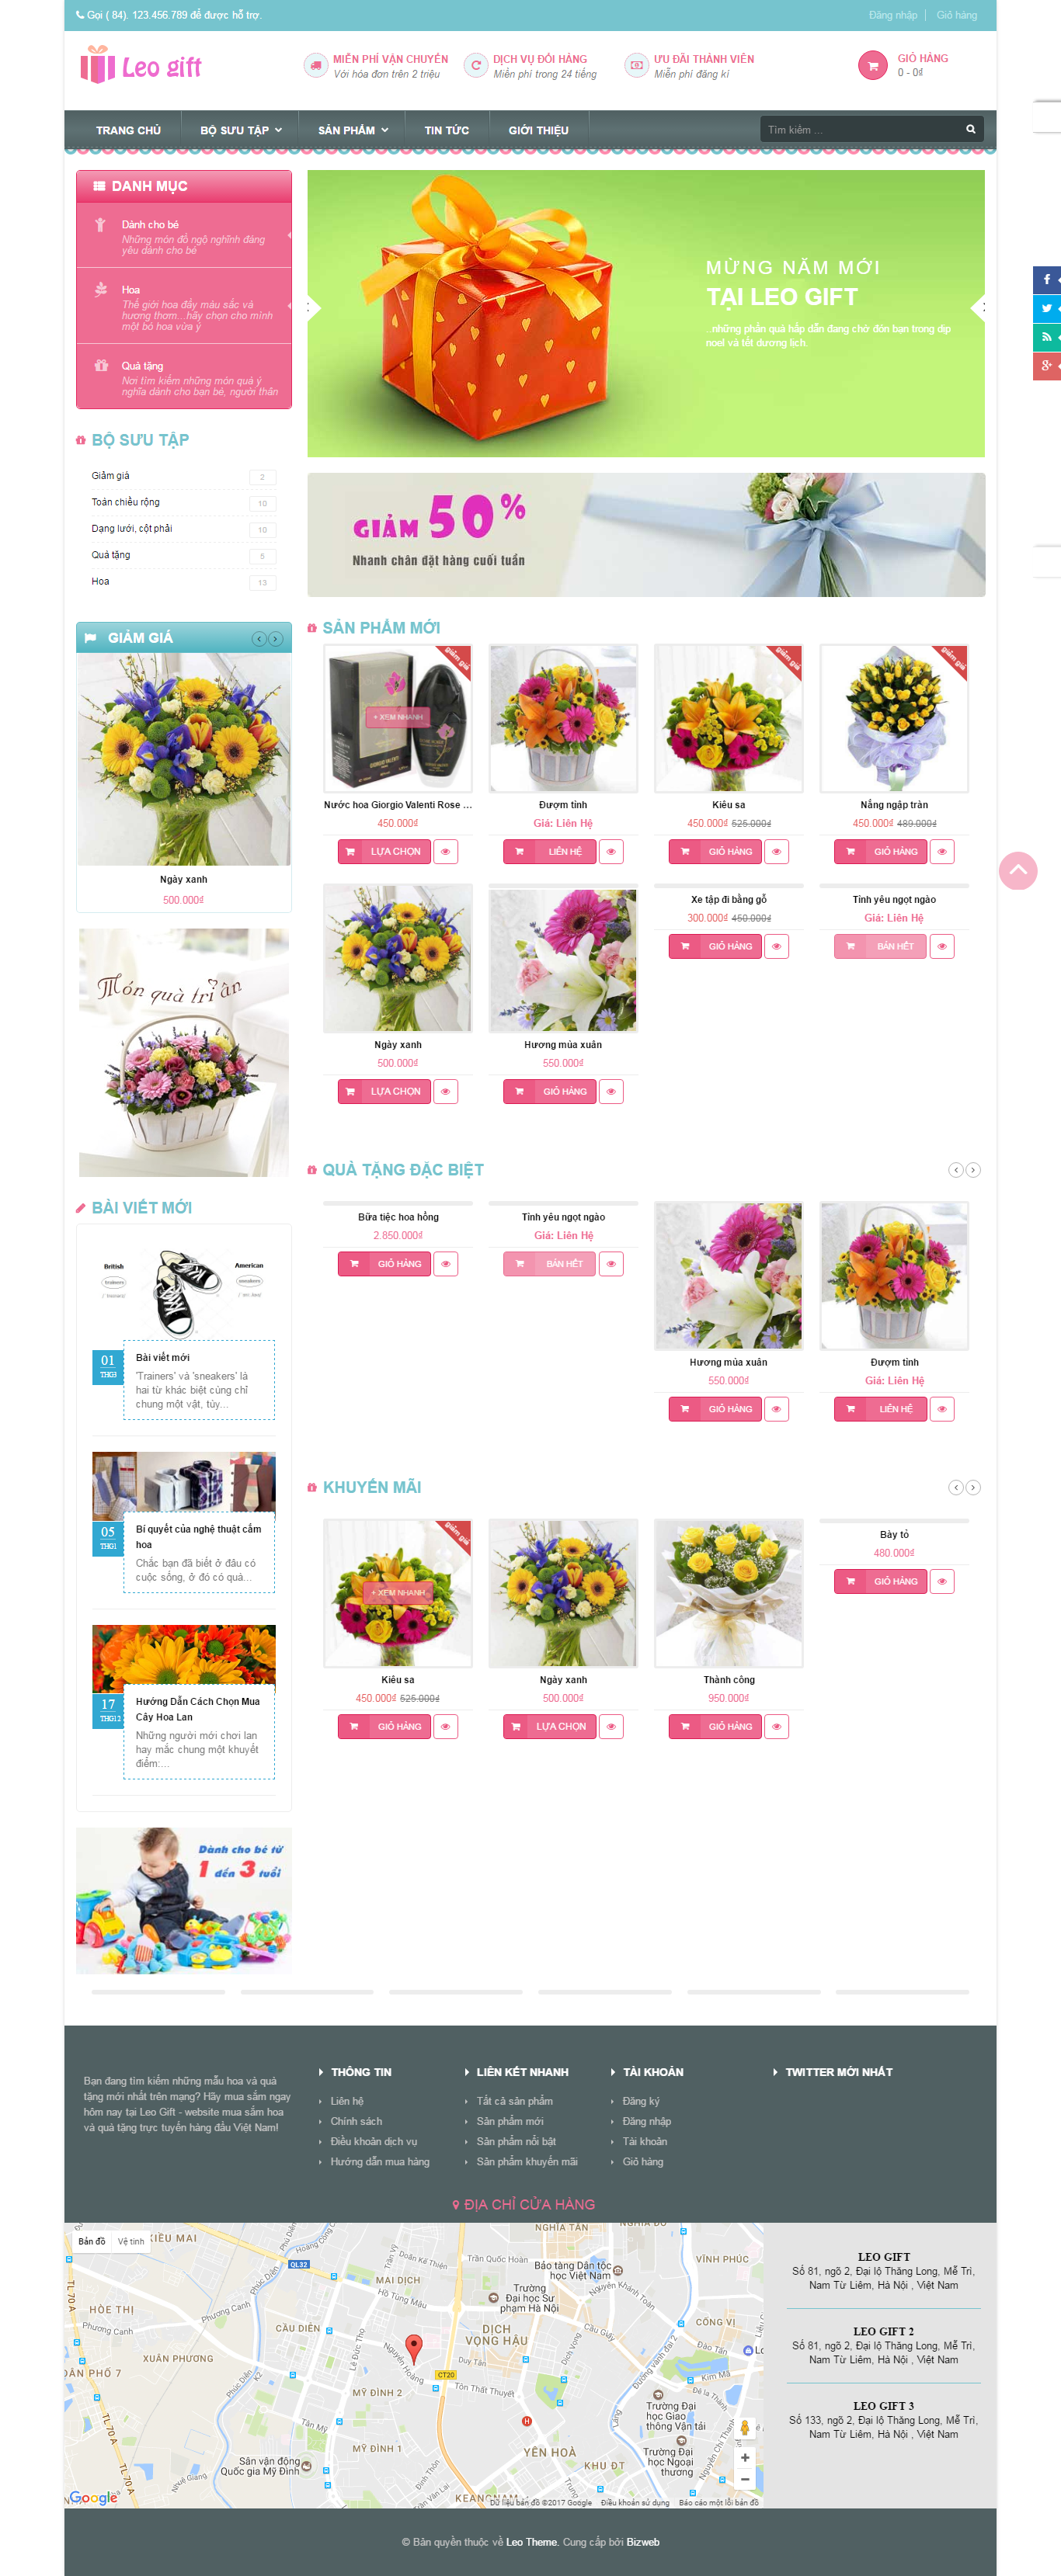 Gọi ( 84). 123.456.789 để được hỗ trợ.
Đăng nhập
Giỏ hàng
Leo gift
MIỄN PHÍ VẬN CHUYỂN
Với hóa đơn trên 2 triệu
DỊCH VỤ ĐỔI HÀNG
Miễn phí trong 24 tiếng
ƯU ĐÃI THÀNH VIÊN
Miễn phí đăng kí
GIỎ HÀNG
0 - 0₫
TRANG CHỦ
BỘ SƯU TẬP
SẢN PHẨM
TIN TỨC
GIỚI THIỆU
Tìm kiếm ...
DANH MỤC
Dành cho bé
Những món đồ ngộ nghĩnh đáng
yêu dành cho bé
Hoa
Thế giới hoa đầy màu sắc và
hương thơm...hãy chọn cho mình
một bó hoa vừa ý
Quà tặng
Nơi tìm kiếm những món quà ý
nghĩa dành cho bạn bè, người thân
MỪNG NĂM MỚI
TẠI LEO GIFT
..những phần quà hấp dẫn đang chờ đón bạn trong dịp
noel và tết dương lịch.
BỘ SƯU TẬP
Giảm giá 2
Toán chiều rộng 10
Dạng lưới, cột phải 10
Quà tặng 5
Hoa 13
GIẢM 50%
Nhanh chân đặt hàng cuối tuần
GIẢM GIÁ
Ngày xanh
500.000₫
SẢN PHẨM MỚI
giảm giá
giảm giá
giảm giá
+ XEM NHANH
Nước hoa Giorgio Valenti Rose ...
450.000₫
LỰA CHỌN
Đượm tình
Giá: Liên Hệ
LIÊN HỆ
Kiêu sa
450.000₫ 525.000₫
GIỎ HÀNG
Nắng ngập tràn
450.000₫ 489.000₫
GIỎ HÀNG
Ngày xanh
500.000₫
LỰA CHỌN
Hương mùa xuân
550.000₫
GIỎ HÀNG
Xe tập đi bằng gỗ
300.000₫ 450.000₫
GIỎ HÀNG
Tình yêu ngọt ngào
Giá: Liên Hệ
BÁN HẾT
Món quà tri ân
QUÀ TẶNG ĐẶC BIỆT
Bữa tiệc hoa hồng
2.850.000₫
GIỎ HÀNG
Tình yêu ngọt ngào
Giá: Liên Hệ
BÁN HẾT
Hương mùa xuân
550.000₫
GIỎ HÀNG
Đượm tình
Giá: Liên Hệ
LIÊN HỆ
BÀI VIẾT MỚI
British
American
trainers
sneakers
01
THG3
Bài viết mới
'Trainers' và 'sneakers' là
hai từ khác biệt cùng chỉ
chung một vật, tùy...
05
THG1
Bí quyết của nghệ thuật cắm
hoa
Chắc bạn đã biết ở đâu có
cuộc sống, ở đó có quá...
17
THG12
Hướng Dẫn Cách Chọn Mua
Cây Hoa Lan
Những người mới chơi lan
hay mắc chung một khuyết
điểm:...
KHUYẾN MÃI
giảm giá
+ XEM NHANH
Kiêu sa
450.000₫ 525.000₫
GIỎ HÀNG
Ngày xanh
500.000₫
LỰA CHỌN
Thành công
950.000₫
GIỎ HÀNG
Bày tỏ
480.000₫
GIỎ HÀNG
Dành cho bé từ
1 đến 3 tuổi
Bạn đang tìm kiếm những mẫu hoa và quà
tặng mới nhất trên mạng? Hãy mua sắm ngay
hôm nay tại Leo Gift - website mua sắm hoa
và quà tặng trực tuyến hàng đầu Việt Nam!
THÔNG TIN
Liên hệ
Chính sách
Điều khoản dịch vụ
Hướng dẫn mua hàng
LIÊN KẾT NHANH
Tất cả sản phẩm
Sản phẩm mới
Sản phẩm nổi bật
Sản phẩm khuyến mãi
TÀI KHOẢN
Đăng ký
Đăng nhập
Tài khoản
Giỏ hàng
TWITTER MỚI NHẤT
ĐỊA CHỈ CỬA HÀNG
Bản đồ
Vệ tinh
KIỀU MAI
NGHĨA TÂN
QL32
Bảo tàng Dân tộc
học Việt Nam
VĨNH PHÚC
MAI DỊCH
Trần Quốc Hoàn
Hồ Tùng Mậu
Trường
Đại học Sư
phạm Hà Nội
HÒE THỊ
TL 70 A
Phương Canh
CẦU DIỄN
DỊCH
VỌNG HẬU
CỐNG VỊ
XUÂN PHƯƠNG
Duy Tân
CT20
Tôn Thất Thuyết
MỸ ĐÌNH 2
MỸ ĐÌNH 1
YÊN HOÀ
Trường Đại
học Giao
thông Vận tải
Trường Đại
học Ngoại
thương
KHU ĐT
Sân vận động
Quốc gia Mỹ Đình
KEANGNAM
Google
Dữ liệu bản đồ ©2017 Google
Điều khoản sử dụng
Báo cáo một lỗi bản đồ
LEO GIFT
Số 81, ngõ 2, Đại lộ Thăng Long, Mễ Trì,
Nam Từ Liêm, Hà Nội , Việt Nam
LEO GIFT 2
Số 81, ngõ 2, Đại lộ Thăng Long, Mễ Trì,
Nam Từ Liêm, Hà Nội , Việt Nam
LEO GIFT 3
Số 133, ngõ 2, Đại lộ Thăng Long, Mễ Trì,
Nam Từ Liêm, Hà Nội , Việt Nam
© Bản quyền thuộc về Leo Theme. Cung cấp bởi Bizweb